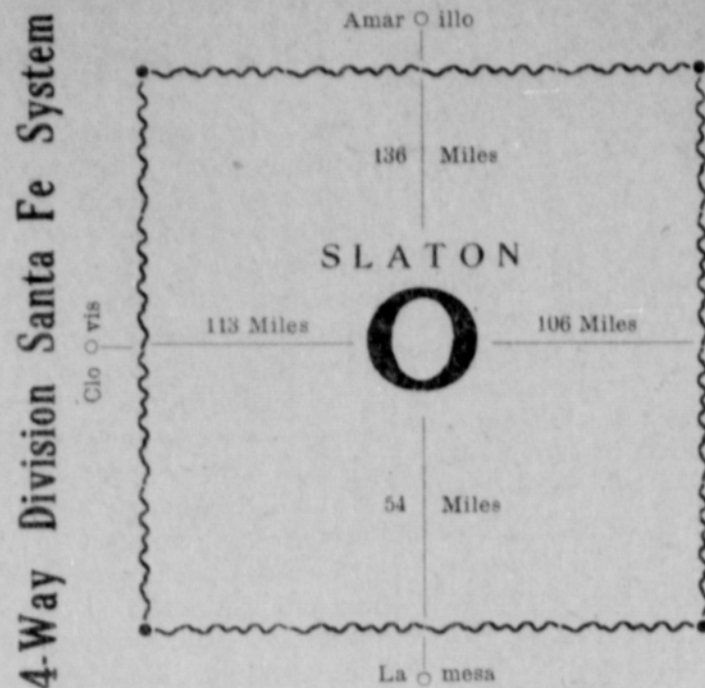 4-Way Division Santa Fe System
Amar O illo
136 Miles
SLATON
O
Clo O vis
113 Miles
106 Miles
54 Miles
La O mesa